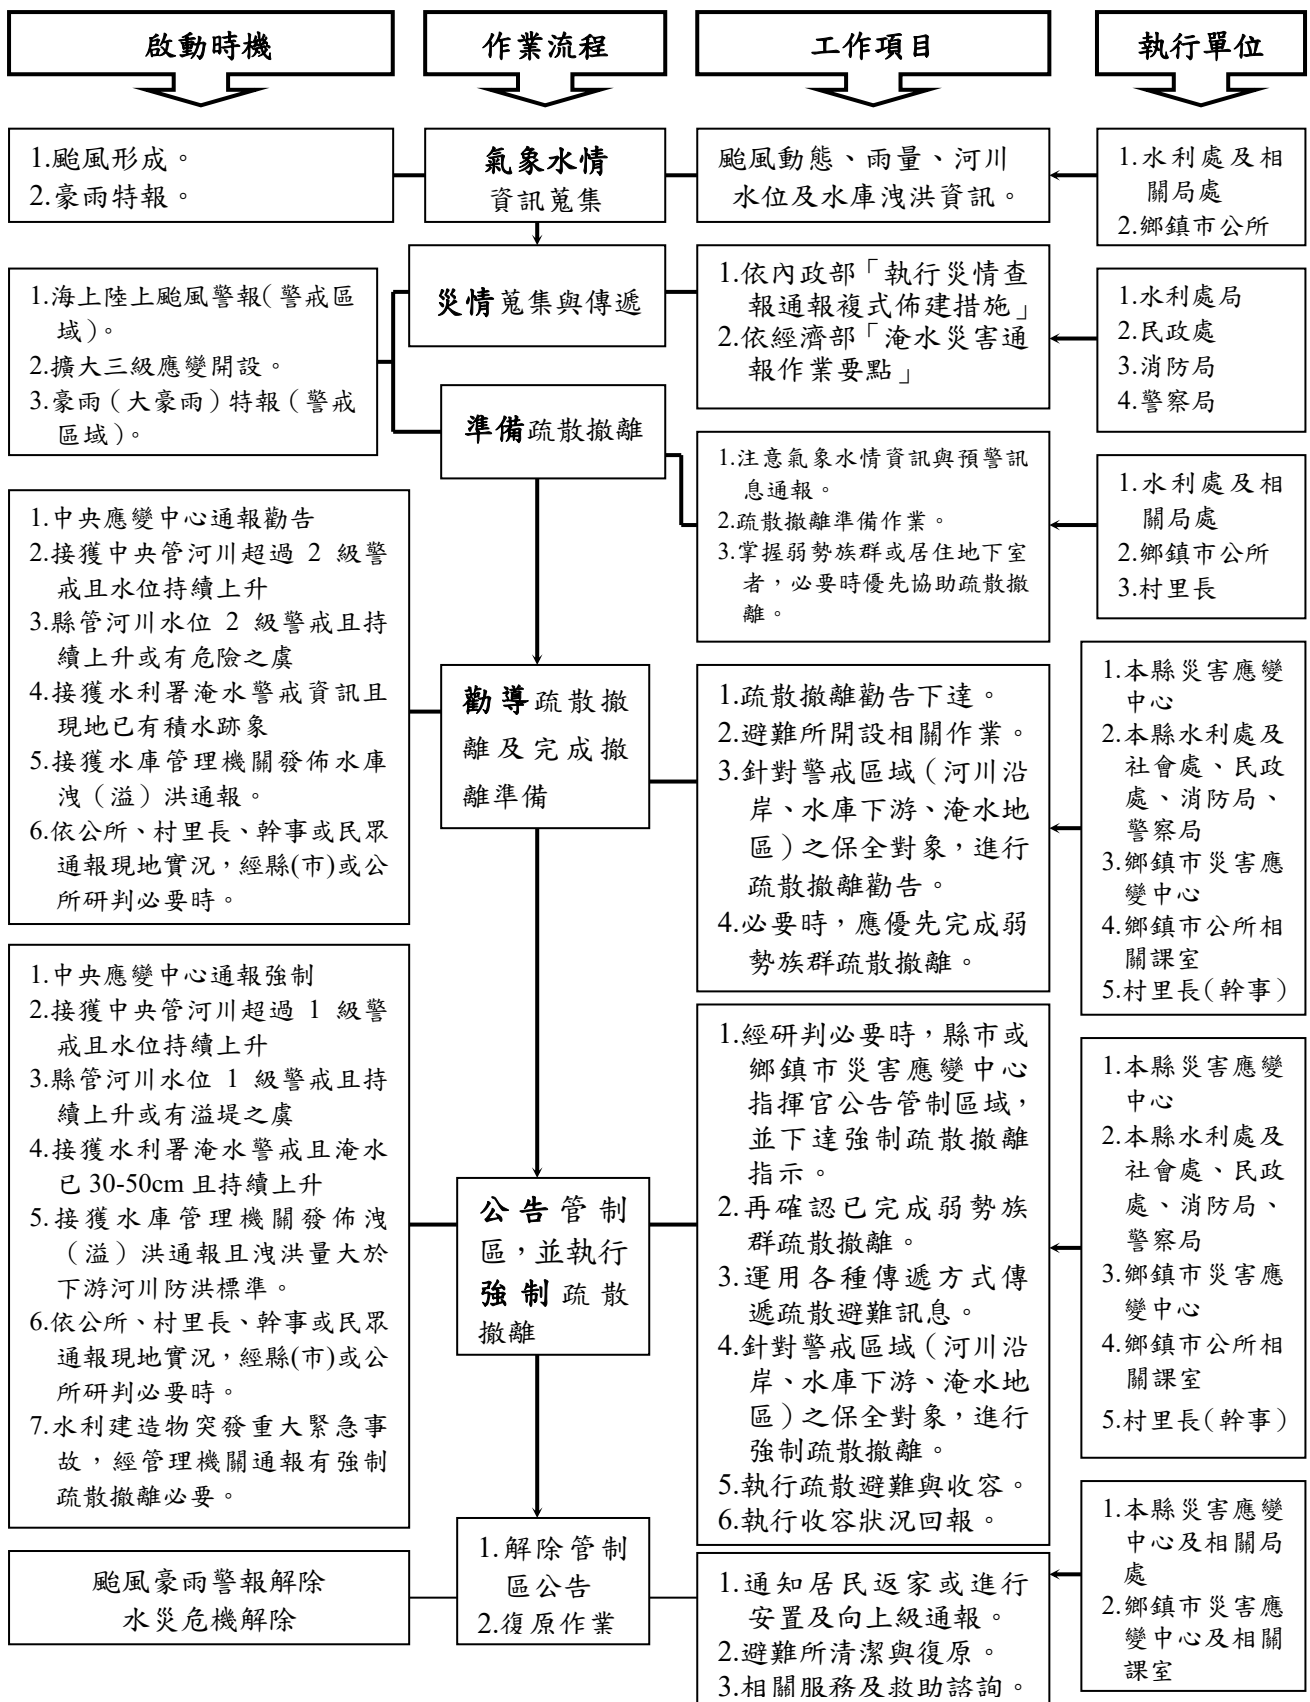 啟動時機
作業流程
工作項目
執行單位
1.颱風形成。
2.豪雨特報。
氣象水情
資訊蒐集
颱風動態、雨量、河川
水位及水庫洩洪資訊。
1.水利處及相
關局處
2.鄉鎮市公所
1.海上陸上颱風警報(警戒區
域)。
2.擴大三級應變開設。
3.豪雨（大豪雨）特報（警戒
區域）。
災情蒐集與傳遞
1.依內政部「執行災情查
報通報複式佈建措施」
2.依經濟部「淹水災害通
報作業要點」
1.水利處局
2.民政處
3.消防局
4.警察局
準備疏散撤離
1.注意氣象水情資訊與預警訊
息通報。
2.疏散撤離準備作業。
3.掌握弱勢族群或居住地下室
者，必要時優先協助疏散撤
離。
1.水利處及相
關局處
2.鄉鎮市公所
3.村里長
1.中央應變中心通報勸告
2.接獲中央管河川超過 2 級警
戒且水位持續上升
3.縣管河川水位 2 級警戒且持
續上升或有危險之虞
4.接獲水利署淹水警戒資訊且
現地已有積水跡象
5.接獲水庫管理機關發佈水庫
洩（溢）洪通報。
6.依公所、村里長、幹事或民眾
通報現地實況，經縣(市)或公
所研判必要時。
勸導疏散撤
離及完成撤
離準備
1.疏散撤離勸告下達。
2.避難所開設相關作業。
3.針對警戒區域（河川沿
岸、水庫下游、淹水地
區）之保全對象，進行
疏散撤離勸告。
4.必要時，應優先完成弱
勢族群疏散撤離。
1.本縣災害應變
中心
2.本縣水利處及
社會處、民政
處、消防局、
警察局
3.鄉鎮市災害應
變中心
4.鄉鎮市公所相
關課室
5.村里長(幹事)
1.中央應變中心通報強制
2.接獲中央管河川超過 1 級警
戒且水位持續上升
3.縣管河川水位 1 級警戒且持
續上升或有溢堤之虞
4.接獲水利署淹水警戒且淹水
已 30-50cm 且持續上升
5.接獲水庫管理機關發佈洩
（溢）洪通報且洩洪量大於
下游河川防洪標準。
6.依公所、村里長、幹事或民眾
通報現地實況，經縣(市)或公
所研判必要時。
7.水利建造物突發重大緊急事
故，經管理機關通報有強制
疏散撤離必要。
公告管制
區，並執行
強制疏散
撤離
1.經研判必要時，縣市或
鄉鎮市災害應變中心
指揮官公告管制區域，
並下達強制疏散撤離
指示。
2.再確認已完成弱勢族
群疏散撤離。
3.運用各種傳遞方式傳
遞疏散避難訊息。
4.針對警戒區域（河川沿
岸、水庫下游、淹水地
區）之保全對象，進行
強制疏散撤離。
5.執行疏散避難與收容。
6.執行收容狀況回報。
1.本縣災害應變
中心
2.本縣水利處及
社會處、民政
處、消防局、
警察局
3.鄉鎮市災害應
變中心
4.鄉鎮市公所相
關課室
5.村里長(幹事)
颱風豪雨警報解除
水災危機解除
1.解除管制
區公告
2.復原作業
1.通知居民返家或進行
安置及向上級通報。
2.避難所清潔與復原。
3.相關服務及救助諮詢。
1.本縣災害應變
中心及相關局
處
2.鄉鎮市災害應
變中心及相關
課室